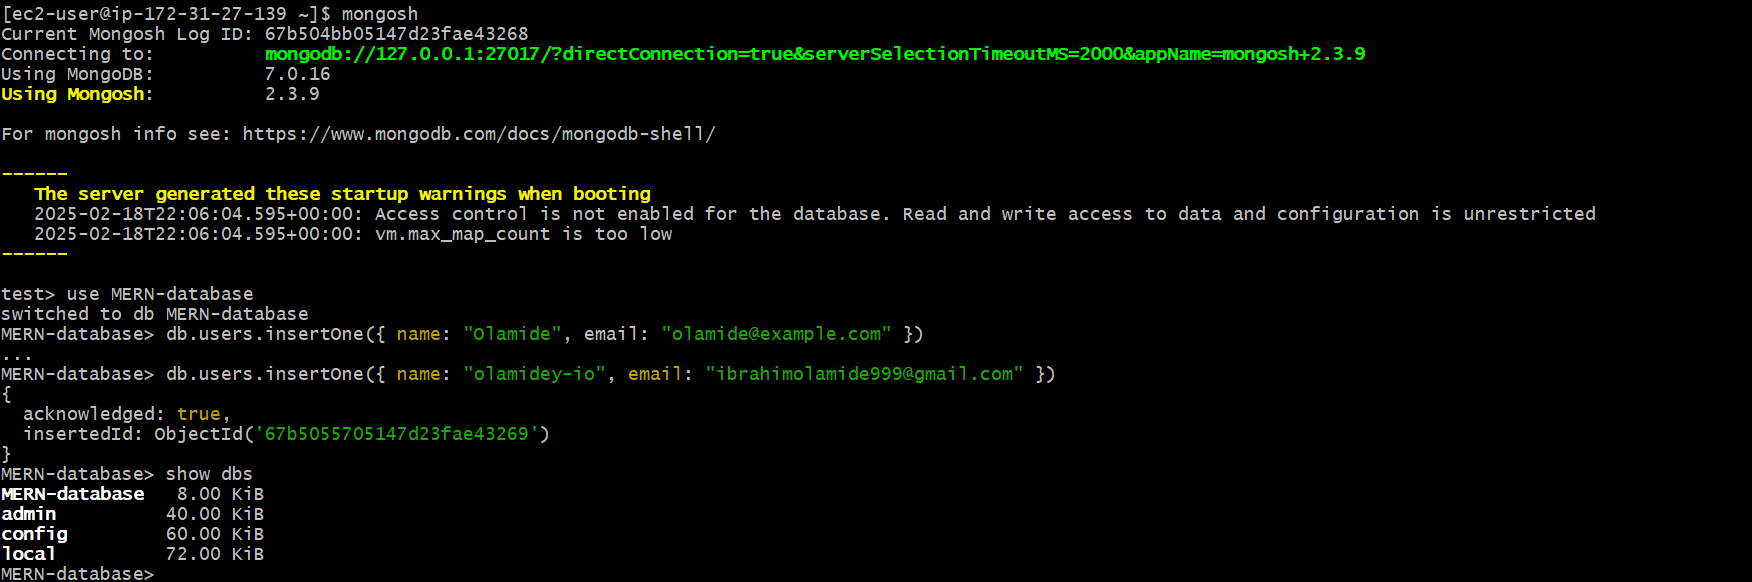 [ec2-user@ip-172-31-27-139 ~]$ mongosh
Current Mongosh Log ID: 67b504bb05147d23fae43268
Connecting to:          mongodb://127.0.0.1:27017/?directConnection=true&serverSelectionTimeoutMS=2000&appName=mongosh+2.3.9
Using MongoDB:          7.0.16
Using Mongosh:          2.3.9
For mongosh info see: https://www.mongodb.com/docs/mongodb-shell/
------
   The server generated these startup warnings when booting
   2025-02-18T22:06:04.595+00:00: Access control is not enabled for the database. Read and write access to data and configuration is unrestricted
   2025-02-18T22:06:04.595+00:00: vm.max_map_count is too low
------
test> use MERN-database
switched to db MERN-database
MERN-database> db.users.insertOne({ name: "Olamide", email: "olamide@example.com" })
...
MERN-database> db.users.insertOne({ name: "olamidey-io", email: "ibrahimolamide999@gmail.com" })
{
  acknowledged: true,
  insertedId: ObjectId('67b5055705147d23fae43269')
}
MERN-database> show dbs
MERN-database   8.00 KiB
admin          40.00 KiB
config         60.00 KiB
local          72.00 KiB
MERN-database>